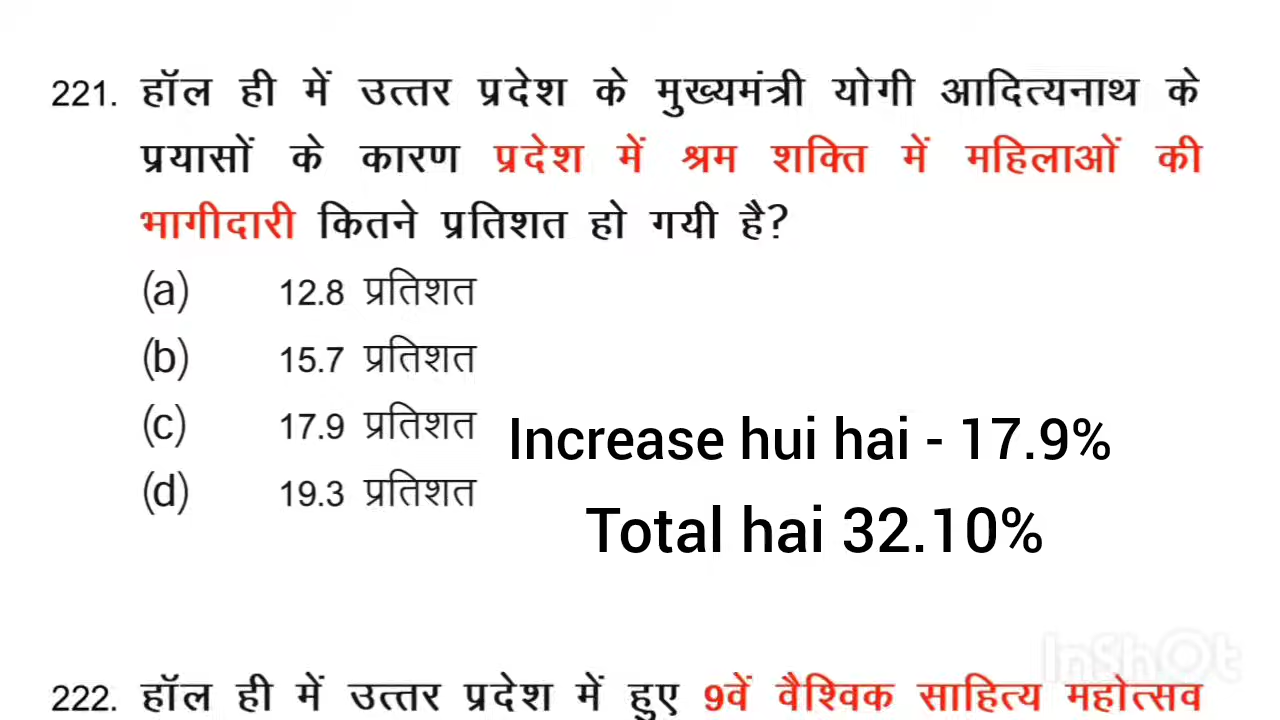 221. हॉल ही में उत्तर प्रदेश के मुख्यमंत्री योगी आदित्यनाथ के
प्रयासों के कारण प्रदेश में श्रम शक्ति में महिलाओं की
भागीदारी कितने प्रतिशत हो गयी है?
(a) 12.8 प्रतिशत
(b) 15.7 प्रतिशत
(c) 17.9 प्रतिशत
Increase hui hai - 17.9%
(d) 19.3 प्रतिशत
Total hai 32.10%
InShOt
222. हॉल ही में उत्तर प्रदेश में हुए 9वें वैश्विक साहित्य महोत्सव